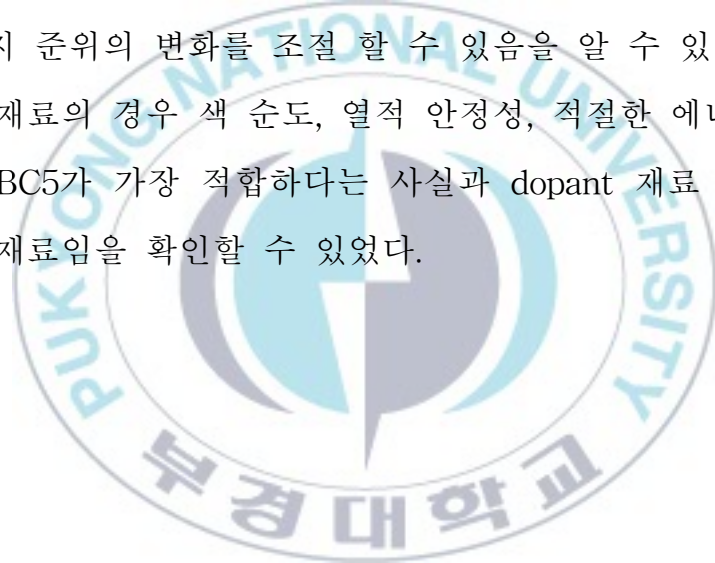 지 준위의 변화를 조절 할 수 있음을 알 수 있
재료의 경우 색 순도, 열적 안정성, 적절한 에너
BC5가 가장 적합하다는 사실과 dopant 재료
재료임을 확인할 수 있었다.
PUKYONG NATIONAL UNIVERSITY
부경대학교